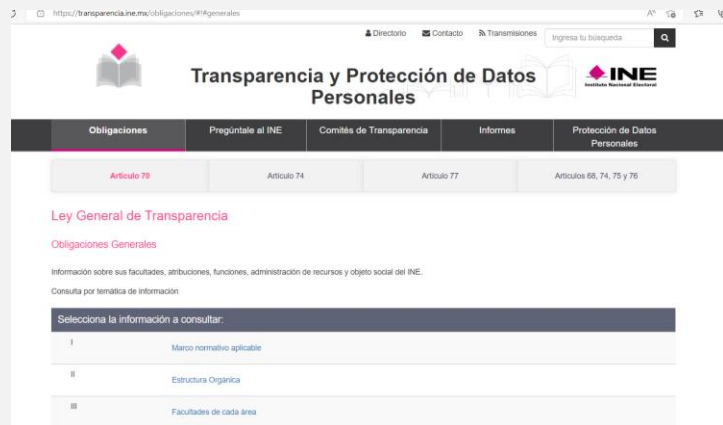 https://transparencia.ine.mx/obligaciones/#!#generales
Directorio Contacto Transmisiones Ingresa tu búsqueda
Transparencia y Protección de Datos
Personales
INE
Instituto Nacional Electoral
Obligaciones Pregúntale al INE Comités de Transparencia Informes Protección de Datos
Personales
Artículo 70 Artículo 74 Artículo 77 Artículos 68, 74, 75 y 76
Ley General de Transparencia
Obligaciones Generales
Información sobre sus facultades, atribuciones, funciones, administración de recursos y objeto social del INE.
Consulta por temática de información
Selecciona la información a consultar:
I Marco normativo aplicable
II Estructura Orgánica
III Facultades de cada área